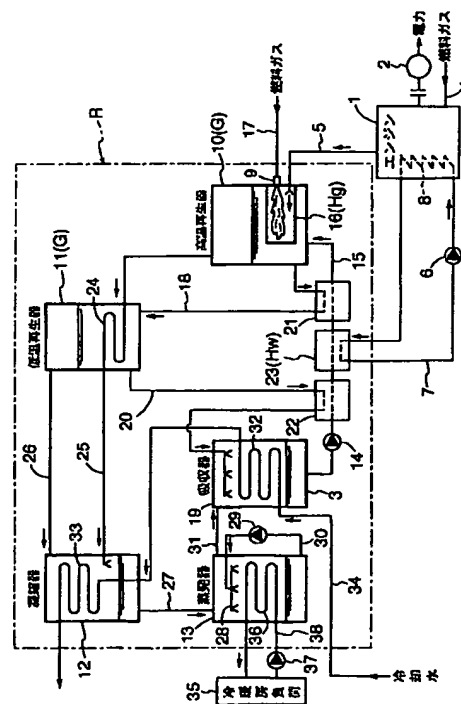 R
10(G)
高温再生器
燃料ガス
17
9
5
16(Hg)
電力
2
1
エンジン
8
燃料ガス
6
7
11(G)
低温再生器
24
18
15
21
23(Hw)
20
22
14
26
25
吸収器
32
19
3
凝縮器
33
31
29
30
12
27
蒸発器
13
28
36
38
34
37
35
冷暖房負荷
冷却水